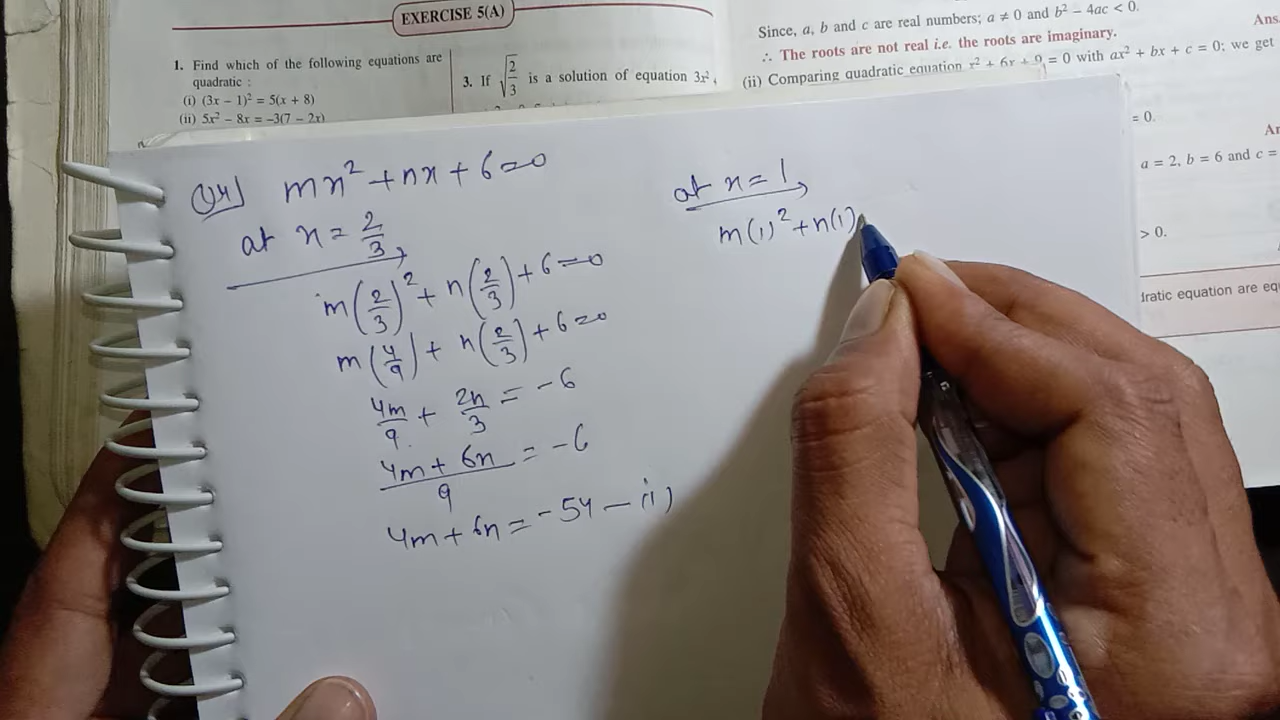 EXERCISE 5(A)
1. Find which of the following equations are
quadratic :
(i) (3x – 1)² = 5(x + 8)
(ii) 5x² – 8x = –3(7 – 2x)
3. If √(2/3) is a solution of equation 3x²
Since, a, b and c are real numbers; a ≠ 0 and b² – 4ac < 0.
Ans.
∴ The roots are not real i.e. the roots are imaginary.
(ii) Comparing quadratic equation x² + 6x + 9 = 0 with ax² + bx + c = 0; we get
= 0.
a = 2, b = 6 and c =
> 0.
dratic equation are equ
Q4) mx² + nx + 6 = 0
at x = 2/3,
m(2/3)² + n(2/3) + 6 = 0
m(4/9) + n(2/3) + 6 = 0
4m/9 + 2n/3 = -6
(4m + 6n)/9 = -6
4m + 6n = -54 — (i)
at x = 1,
m(1)² + n(1)